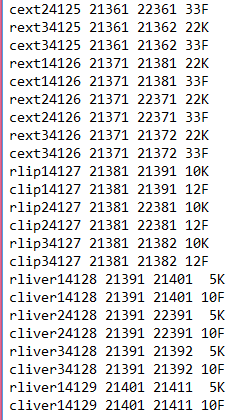 cext24125 21361 22361 33F
rext34125 21361 21362 22K
cext34125 21361 21362 33F
rext14126 21371 21381 22K
cext14126 21371 21381 33F
rext24126 21371 22371 22K
cext24126 21371 22371 33F
rext34126 21371 21372 22K
cext34126 21371 21372 33F
rlip14127 21381 21391 10K
clip14127 21381 21391 12F
rlip24127 21381 22381 10K
clip24127 21381 22381 12F
rlip34127 21381 21382 10K
clip34127 21381 21382 12F
rliver14128 21391 21401  5K
cliver14128 21391 21401 10F
rliver24128 21391 22391  5K
cliver24128 21391 22391 10F
rliver34128 21391 21392  5K
cliver34128 21391 21392 10F
rliver14129 21401 21411  5K
cliver14129 21401 21411 10F